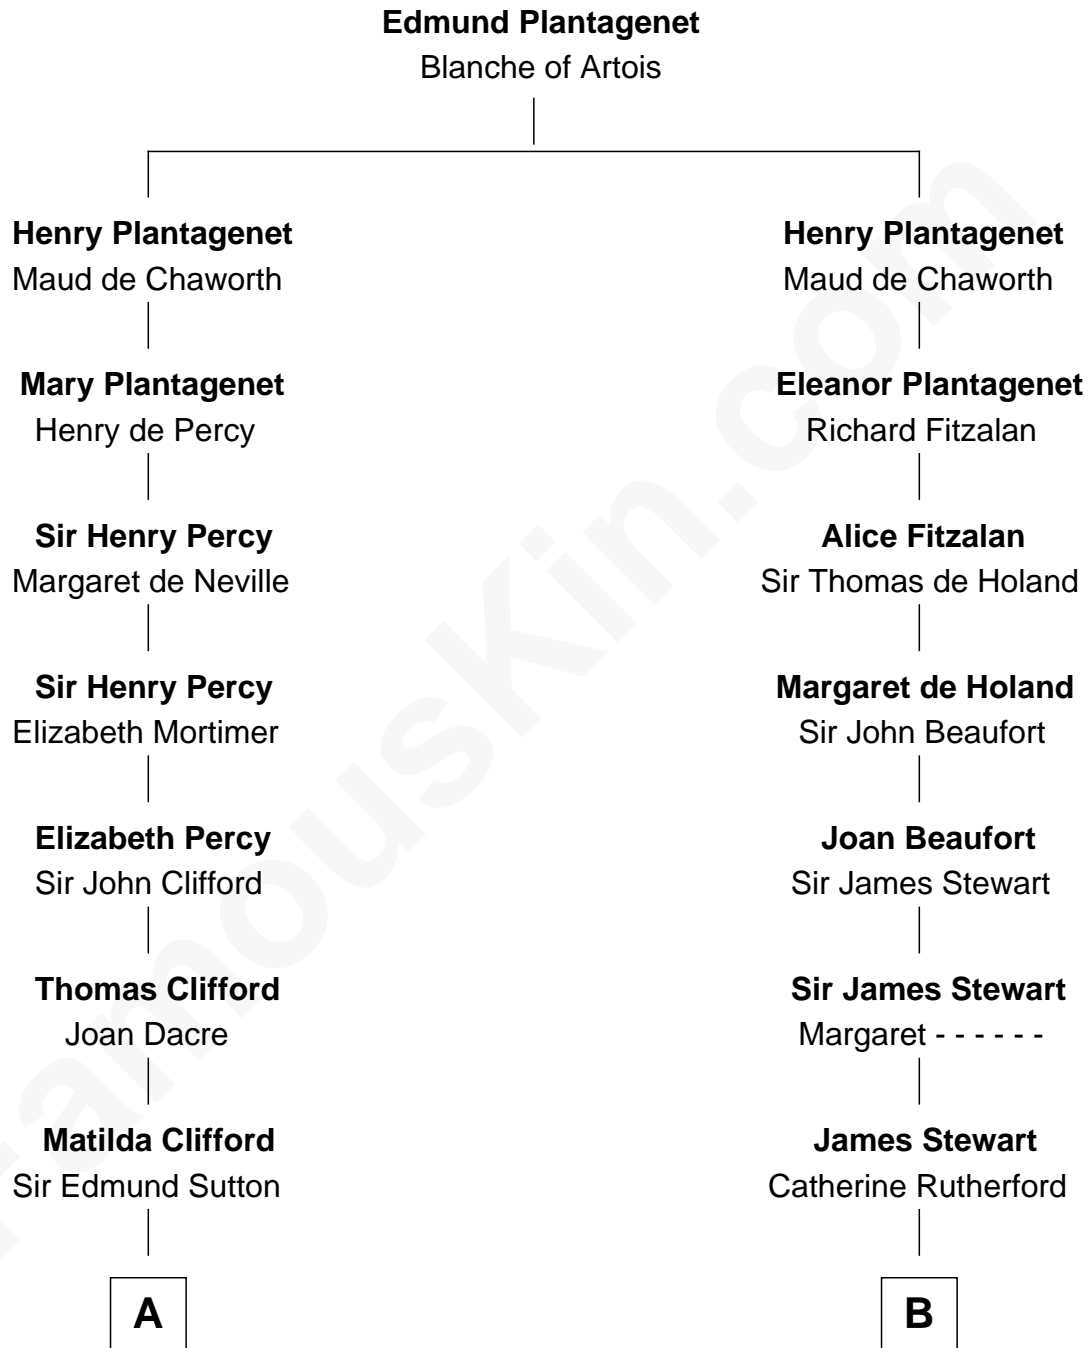 Edmund Plantagenet
Blanche of Artois
Henry Plantagenet
Maud de Chaworth
Henry Plantagenet
Maud de Chaworth
Mary Plantagenet
Henry de Percy
Eleanor Plantagenet
Richard Fitzalan
Sir Henry Percy
Margaret de Neville
Alice Fitzalan
Sir Thomas de Holand
Sir Henry Percy
Elizabeth Mortimer
Margaret de Holand
Sir John Beaufort
Elizabeth Percy
Sir John Clifford
Joan Beaufort
Sir James Stewart
Thomas Clifford
Joan Dacre
Sir James Stewart
Margaret - - - - - -
Matilda Clifford
Sir Edmund Sutton
James Stewart
Catherine Rutherford
A
B
FamousKin.com